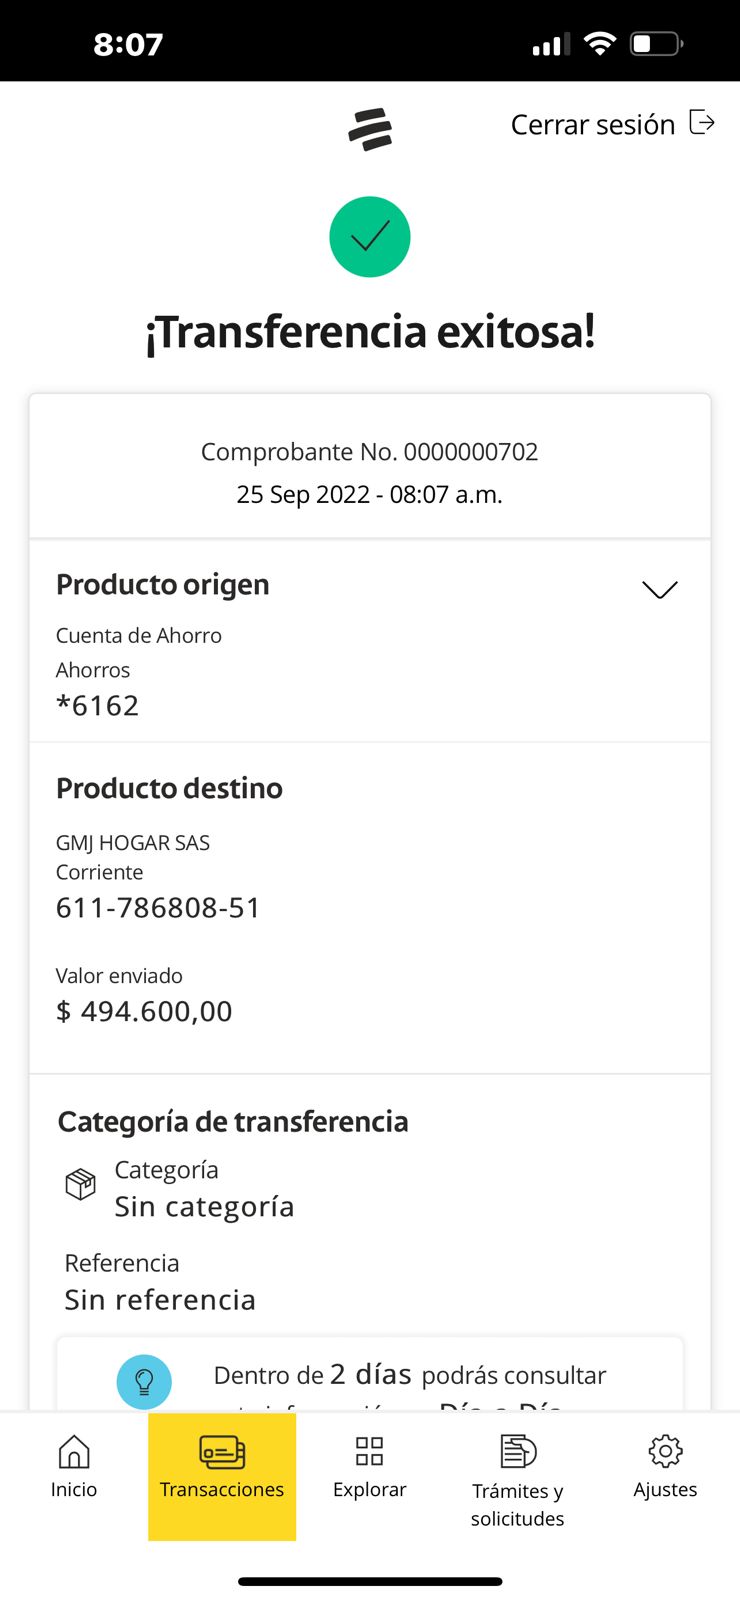 8:07
Cerrar sesión
¡Transferencia exitosa!
Comprobante No. 0000000702
25 Sep 2022 - 08:07 a.m.
Producto origen
Cuenta de Ahorro
Ahorros
*6162
Producto destino
GMJ HOGAR SAS
Corriente
611-786808-51
Valor enviado
$ 494.600,00
Categoría de transferencia
Categoría
Sin categoría
Referencia
Sin referencia
Dentro de 2 días podrás consultar
Día a Día
Inicio
Transacciones
Explorar
Trámites y
solicitudes
Ajustes